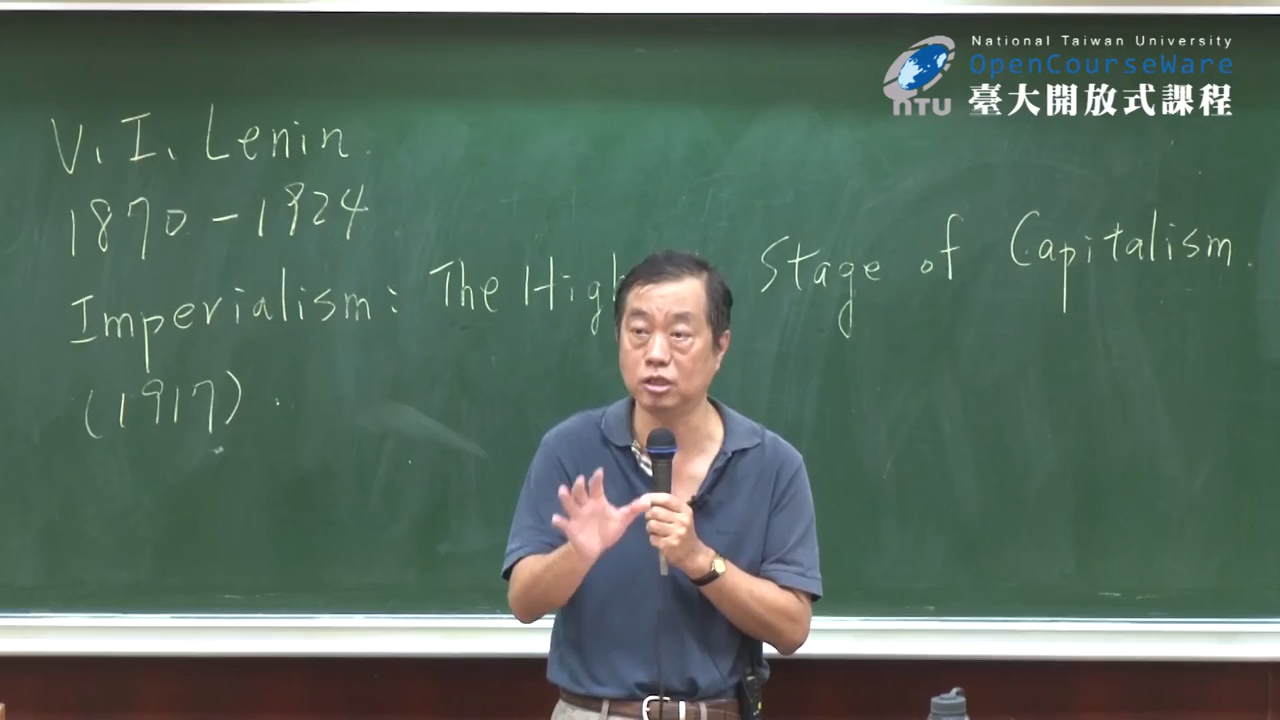 National Taiwan University
OpenCourseWare
NTU 臺大開放式課程
V. I. Lenin.
1870-1924
Imperialism: The High Stage of Capitalism.
(1917).